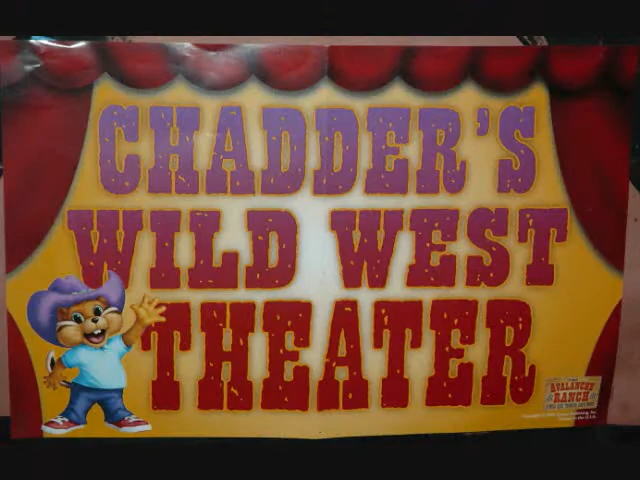 CHADDER'S
WILD WEST
THEATER
AVALANCHE
RANCH